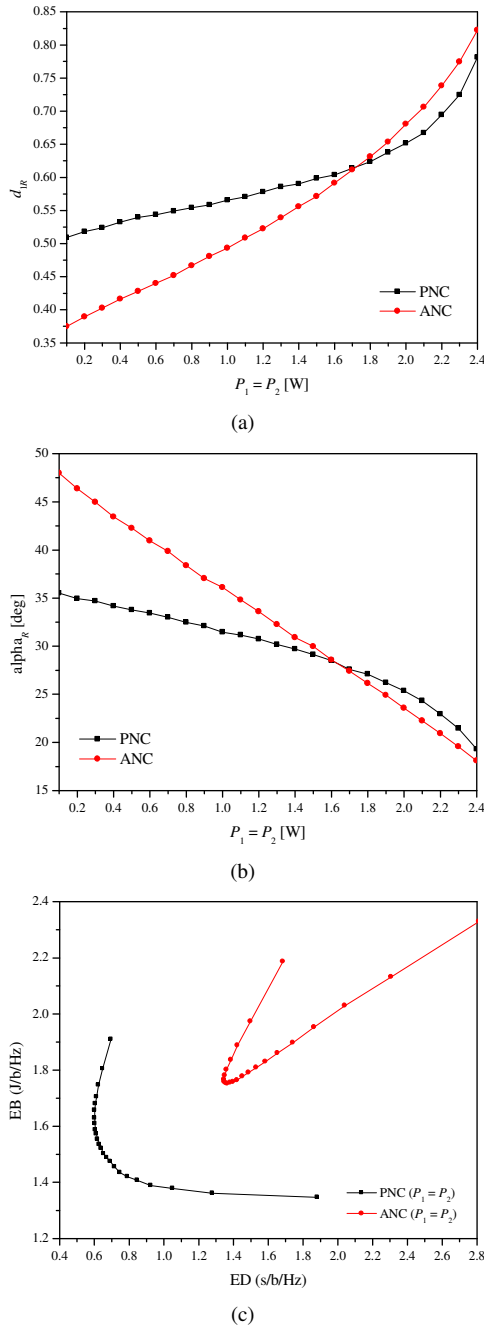 0.85
0.80
0.75
0.70
0.65
0.60
0.55
0.50
0.45
0.40
0.35
d1R
PNC
ANC
0.2 0.4 0.6 0.8 1.0 1.2 1.4 1.6 1.8 2.0 2.2 2.4
P1 = P2 [W]
(a)
50
45
40
35
30
25
20
15
alphaR [deg]
PNC
ANC
0.2 0.4 0.6 0.8 1.0 1.2 1.4 1.6 1.8 2.0 2.2 2.4
P1 = P2 [W]
(b)
2.4
2.2
2.0
1.8
1.6
1.4
1.2
EB (J/b/Hz)
PNC (P1 = P2)
ANC (P1 = P2)
0.4 0.6 0.8 1.0 1.2 1.4 1.6 1.8 2.0 2.2 2.4 2.6 2.8
ED (s/b/Hz)
(c)